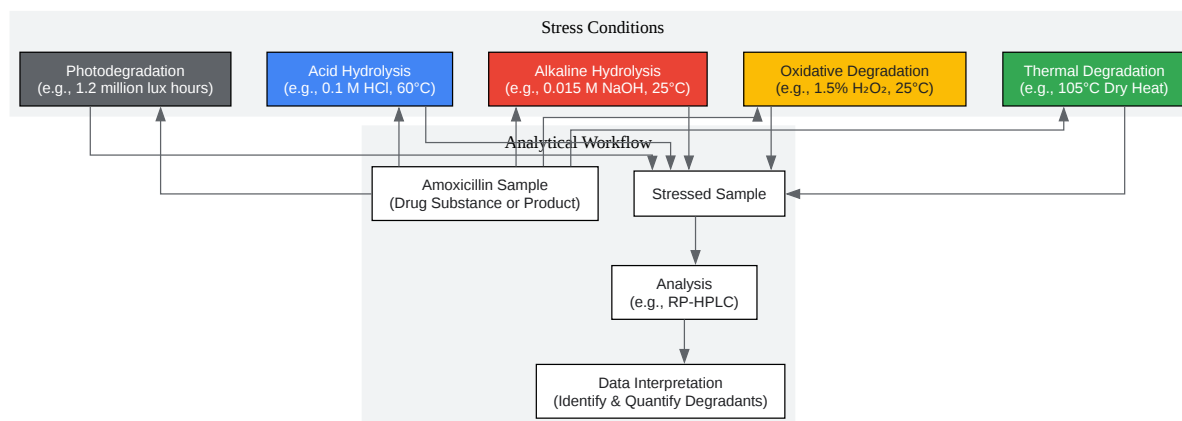 Stress Conditions
Photodegradation
(e.g., 1.2 million lux hours)
Acid Hydrolysis
(e.g., 0.1 M HCl, 60°C)
Alkaline Hydrolysis
(e.g., 0.015 M NaOH, 25°C)
Oxidative Degradation
(e.g., 1.5% H₂O₂, 25°C)
Thermal Degradation
(e.g., 105°C Dry Heat)
Analytical Workflow
Amoxicillin Sample
(Drug Substance or Product)
Stressed Sample
Analysis
(e.g., RP-HPLC)
Data Interpretation
(Identify & Quantify Degradants)